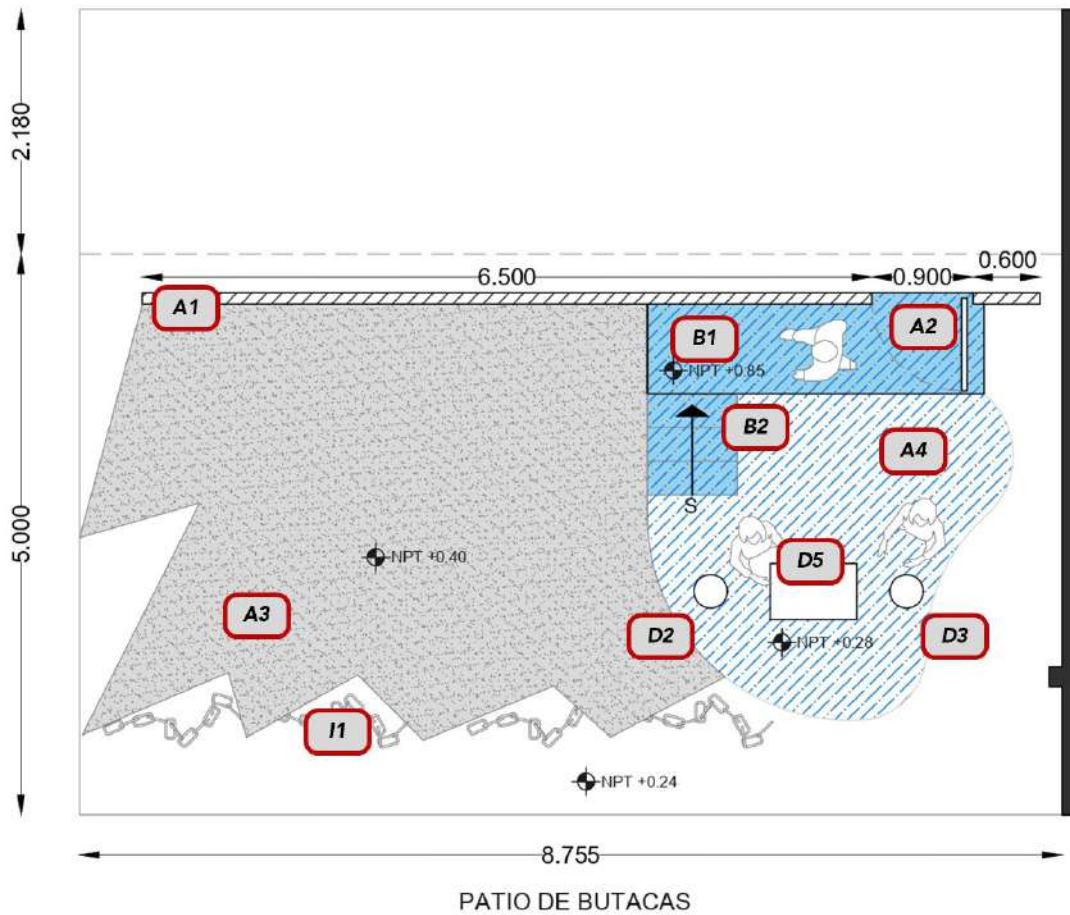 2.180
0.600
6.500
0.900
A1
A2
B1
NPT +0.85
B2
A4
S
5.000
NPT +0.40
D5
A3
D2
D3
NPT +0.28
I1
NPT +0.24
8.755
PATIO DE BUTACAS